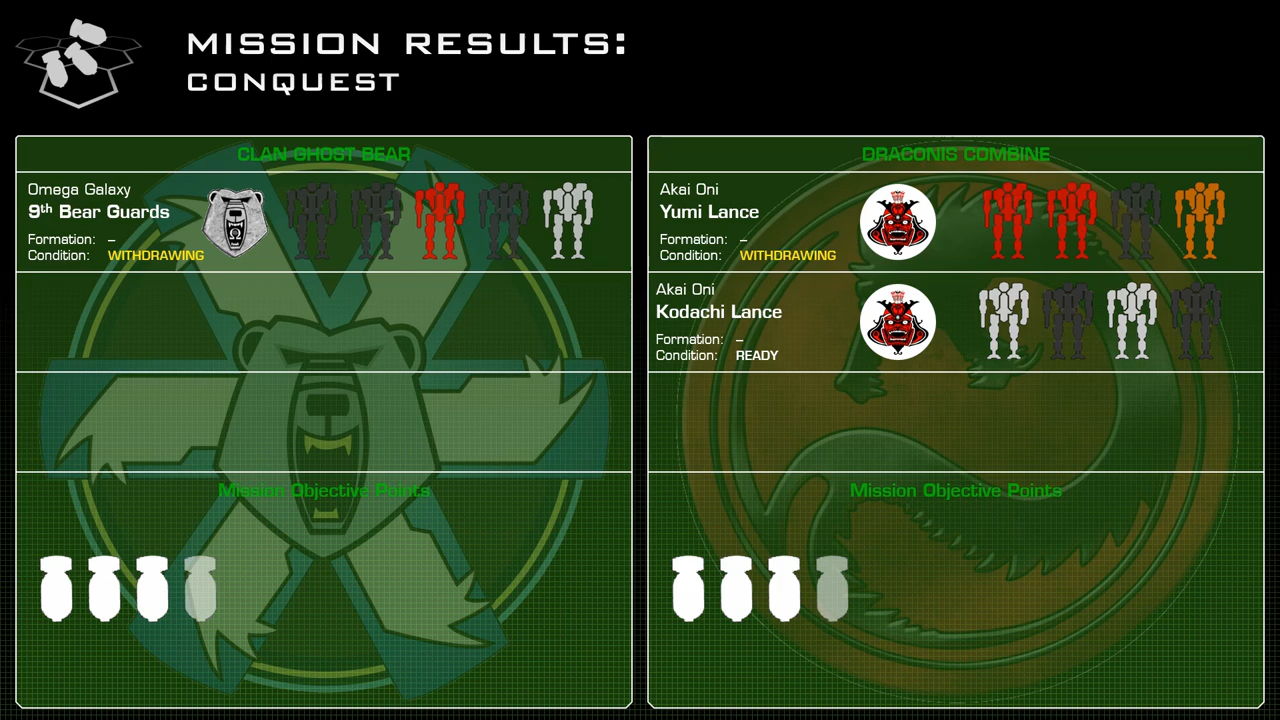 MISSION RESULTS:
CONQUEST
CLAN GHOST BEAR
Omega Galaxy
9th Bear Guards
Formation: –
Condition: WITHDRAWING
Mission Objective Points
DRACONIS COMBINE
Akai Oni
Yumi Lance
Formation: –
Condition: WITHDRAWING
Akai Oni
Kodachi Lance
Formation: –
Condition: READY
Mission Objective Points